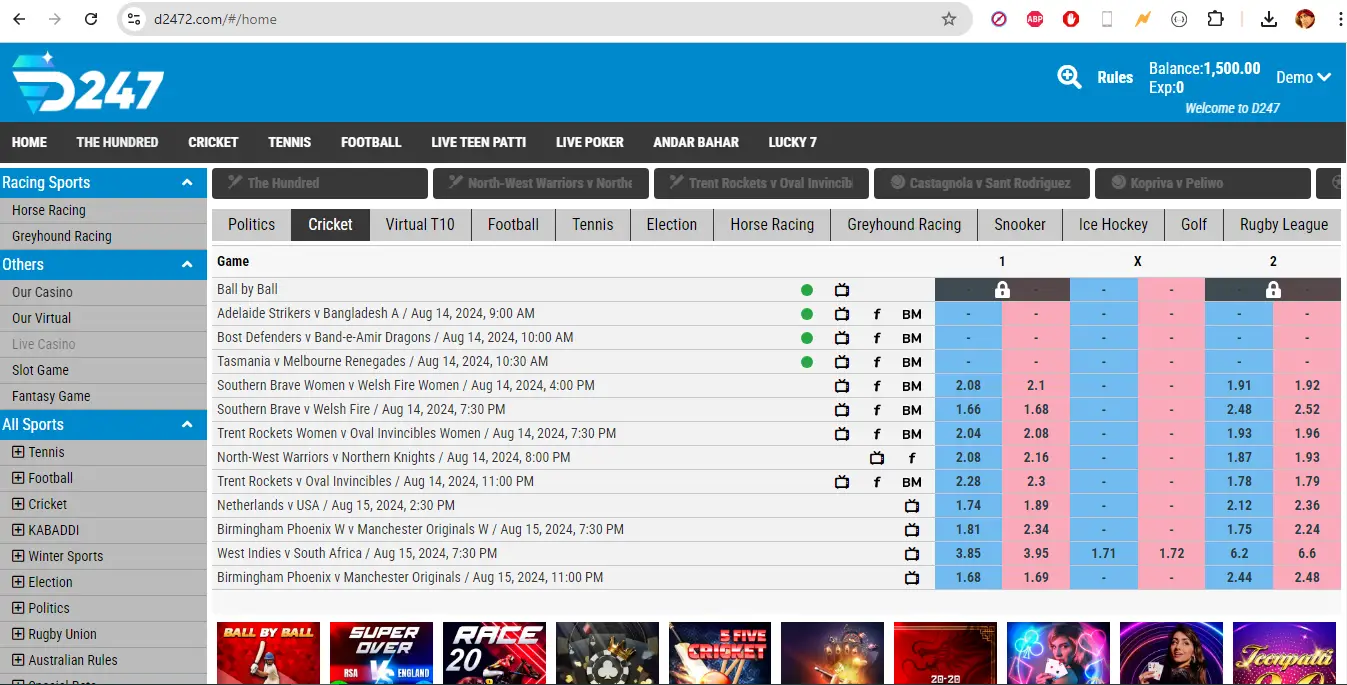 d2472.com/#/home
ABP
D247
Rules
Balance:1,500.00
Exp:0
Demo
Welcome to D247
HOME THE HUNDRED CRICKET TENNIS FOOTBALL LIVE TEEN PATTI LIVE POKER ANDAR BAHAR LUCKY 7
Racing Sports
Horse Racing
Greyhound Racing
Others
Our Casino
Our Virtual
Live Casino
Slot Game
Fantasy Game
All Sports
Tennis
Football
Cricket
KABADDI
Winter Sports
Election
Politics
Rugby Union
Australian Rules
The Hundred North-West Warriors v Northe Trent Rockets v Oval Invincib Castagnola v Sant Rodriguez Kopriva v Peliwo
Politics Cricket Virtual T10 Football Tennis Election Horse Racing Greyhound Racing Snooker Ice Hockey Golf Rugby League
Game 1 X 2
Ball by Ball - - - - - -
Adelaide Strikers v Bangladesh A / Aug 14, 2024, 9:00 AM f BM - - - - - -
Bost Defenders v Band-e-Amir Dragons / Aug 14, 2024, 10:00 AM f BM - - - - - -
Tasmania v Melbourne Renegades / Aug 14, 2024, 10:30 AM f BM - - - - - -
Southern Brave Women v Welsh Fire Women / Aug 14, 2024, 4:00 PM f BM 2.08 2.1 - - 1.91 1.92
Southern Brave v Welsh Fire / Aug 14, 2024, 7:30 PM f BM 1.66 1.68 - - 2.48 2.52
Trent Rockets Women v Oval Invincibles Women / Aug 14, 2024, 7:30 PM f BM 2.04 2.08 - - 1.93 1.96
North-West Warriors v Northern Knights / Aug 14, 2024, 8:00 PM f 2.08 2.16 - - 1.87 1.93
Trent Rockets v Oval Invincibles / Aug 14, 2024, 11:00 PM f BM 2.28 2.3 - - 1.78 1.79
Netherlands v USA / Aug 15, 2024, 2:30 PM 1.74 1.89 - - 2.12 2.36
Birmingham Phoenix W v Manchester Originals W / Aug 15, 2024, 7:30 PM 1.81 2.34 - - 1.75 2.24
West Indies v South Africa / Aug 15, 2024, 7:30 PM 3.85 3.95 1.71 1.72 6.2 6.6
Birmingham Phoenix v Manchester Originals / Aug 15, 2024, 11:00 PM 1.68 1.69 - - 2.44 2.48
BALL BY BALL
SUPER
OVER
RSA VS ENGLAND
RACE
20
5 FIVE
CRICKET
20-20
Teenpatti